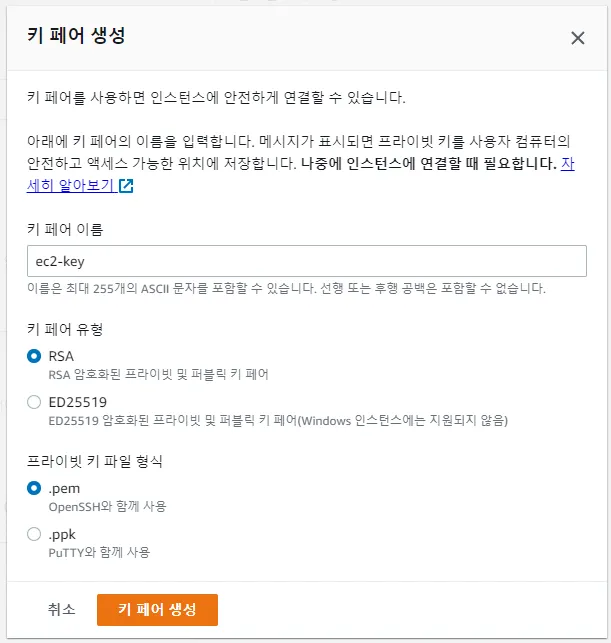 키 페어 생성
키 페어를 사용하면 인스턴스에 안전하게 연결할 수 있습니다.
아래에 키 페어의 이름을 입력합니다. 메시지가 표시되면 프라이빗 키를 사용자 컴퓨터의
안전하고 액세스 가능한 위치에 저장합니다. 나중에 인스턴스에 연결할 때 필요합니다. 자
세히 알아보기
키 페어 이름
ec2-key
이름은 최대 255개의 ASCII 문자를 포함할 수 있습니다. 선행 또는 후행 공백은 포함할 수 없습니다.
키 페어 유형
RSA
RSA 암호화된 프라이빗 및 퍼블릭 키 페어
ED25519
ED25519 암호화된 프라이빗 및 퍼블릭 키 페어(Windows 인스턴스에는 지원되지 않음)
프라이빗 키 파일 형식
.pem
OpenSSH와 함께 사용
.ppk
PuTTY와 함께 사용
취소
키 페어 생성